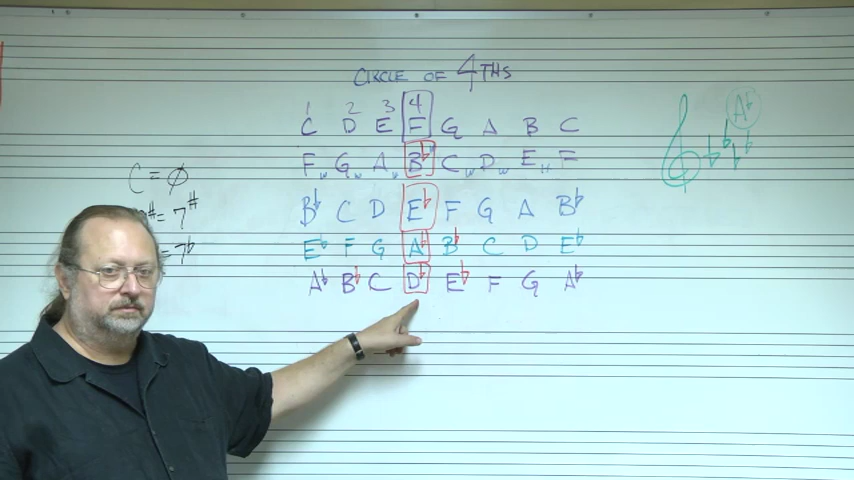 CIRCLE OF 4THS
1 2 3 4
C D E F G A B C
F G A B♭ C D E F
B♭ C D E♭ F G A B♭
E♭ F G A♭ B♭ C D E♭
A♭ B♭ C D♭ E♭ F G A♭
C = Ø
= 7#
= 7♭
A♭